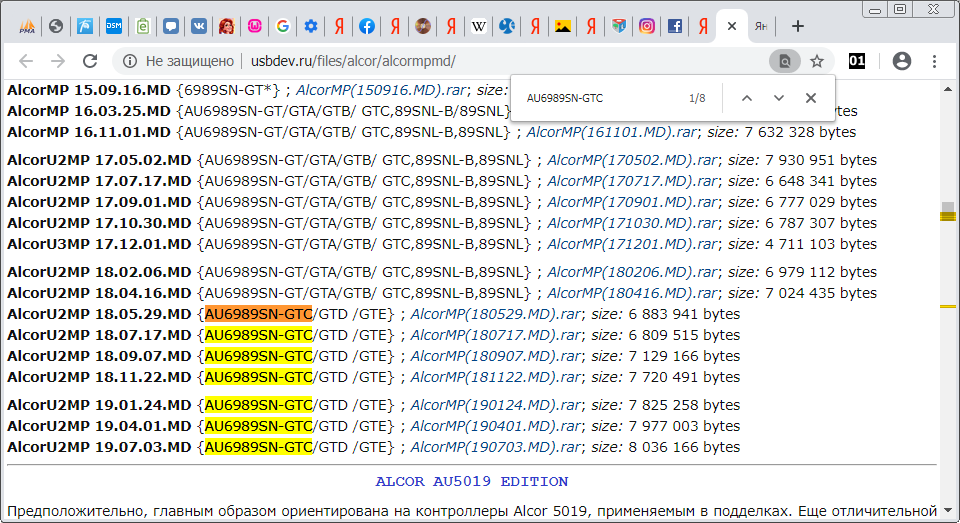 PMA
DSM
Ян
Не защищено
usbdev.ru/files/alcor/alcormpmd/
01
AU6989SN-GTC
1/8
AlcorMP 15.09.16.MD {6989SN-GT*} ; AlcorMP(150916.MD).rar; size:
AlcorMP 16.03.25.MD {AU6989SN-GT/GTA/GTB/ GTC,89SNL-B/89SNL}
AlcorMP 16.11.01.MD {AU6989SN-GT/GTA/GTB/ GTC,89SNL-B,89SNL} ; AlcorMP(161101.MD).rar; size: 7 632 328 bytes
AlcorU2MP 17.05.02.MD {AU6989SN-GT/GTA/GTB/ GTC,89SNL-B,89SNL} ; AlcorMP(170502.MD).rar; size: 7 930 951 bytes
AlcorU2MP 17.07.17.MD {AU6989SN-GT/GTA/GTB/ GTC,89SNL-B,89SNL} ; AlcorMP(170717.MD).rar; size: 6 648 341 bytes
AlcorU2MP 17.09.01.MD {AU6989SN-GT/GTA/GTB/ GTC,89SNL-B,89SNL} ; AlcorMP(170901.MD).rar; size: 6 777 029 bytes
AlcorU2MP 17.10.30.MD {AU6989SN-GT/GTA/GTB/ GTC,89SNL-B,89SNL} ; AlcorMP(171030.MD).rar; size: 6 787 307 bytes
AlcorU3MP 17.12.01.MD {AU6989SN-GT/GTA/GTB/ GTC,89SNL-B,89SNL} ; AlcorMP(171201.MD).rar; size: 4 711 103 bytes
AlcorU2MP 18.02.06.MD {AU6989SN-GT/GTA/GTB/ GTC,89SNL-B,89SNL} ; AlcorMP(180206.MD).rar; size: 6 979 112 bytes
AlcorU2MP 18.04.16.MD {AU6989SN-GT/GTA/GTB/ GTC,89SNL-B,89SNL} ; AlcorMP(180416.MD).rar; size: 7 024 435 bytes
AlcorU2MP 18.05.29.MD {AU6989SN-GTC/GTD /GTE} ; AlcorMP(180529.MD).rar; size: 6 883 941 bytes
AlcorU2MP 18.07.17.MD {AU6989SN-GTC/GTD /GTE} ; AlcorMP(180717.MD).rar; size: 6 809 515 bytes
AlcorU2MP 18.09.07.MD {AU6989SN-GTC/GTD /GTE} ; AlcorMP(180907.MD).rar; size: 7 129 166 bytes
AlcorU2MP 18.11.22.MD {AU6989SN-GTC/GTD /GTE} ; AlcorMP(181122.MD).rar; size: 7 720 491 bytes
AlcorU2MP 19.01.24.MD {AU6989SN-GTC/GTD /GTE} ; AlcorMP(190124.MD).rar; size: 7 825 258 bytes
AlcorU2MP 19.04.01.MD {AU6989SN-GTC/GTD /GTE} ; AlcorMP(190401.MD).rar; size: 7 977 003 bytes
AlcorU2MP 19.07.03.MD {AU6989SN-GTC/GTD /GTE} ; AlcorMP(190703.MD).rar; size: 8 036 166 bytes
ALCOR AU5019 EDITION
Предположительно, главным образом ориентирована на контроллеры Alcor 5019, применяемым в подделках. Еще отличительной